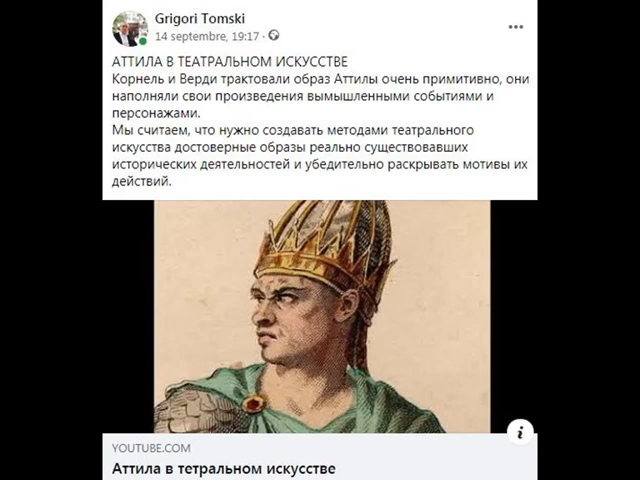 Grigori Tomski
14 septembre, 19:17 ·
АТТИЛА В ТЕАТРАЛЬНОМ ИСКУССТВЕ
Корнель и Верди трактовали образ Аттилы очень примитивно, они
наполняли свои произведения вымышленными событиями и
персонажами.
Мы считаем, что нужно создавать методами театрального
искусства достоверные образы реально существовавших
исторических деятельностей и убедительно раскрывать мотивы их
действий.
i
YOUTUBE.COM
Аттила в тетральном искусстве